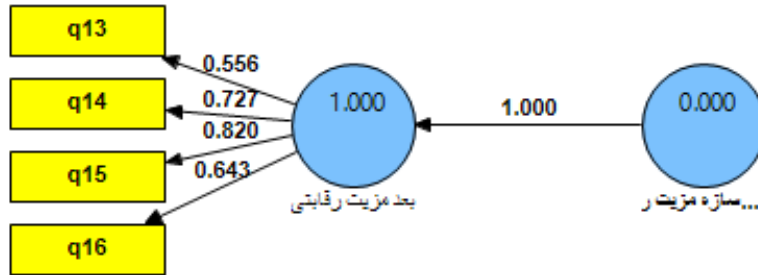 q13
0.556
q14
0.727
1.000
1.000
0.000
0.820
q15
0.643
بعد مزیت رقابتی
سازه مزیت ر...
q16